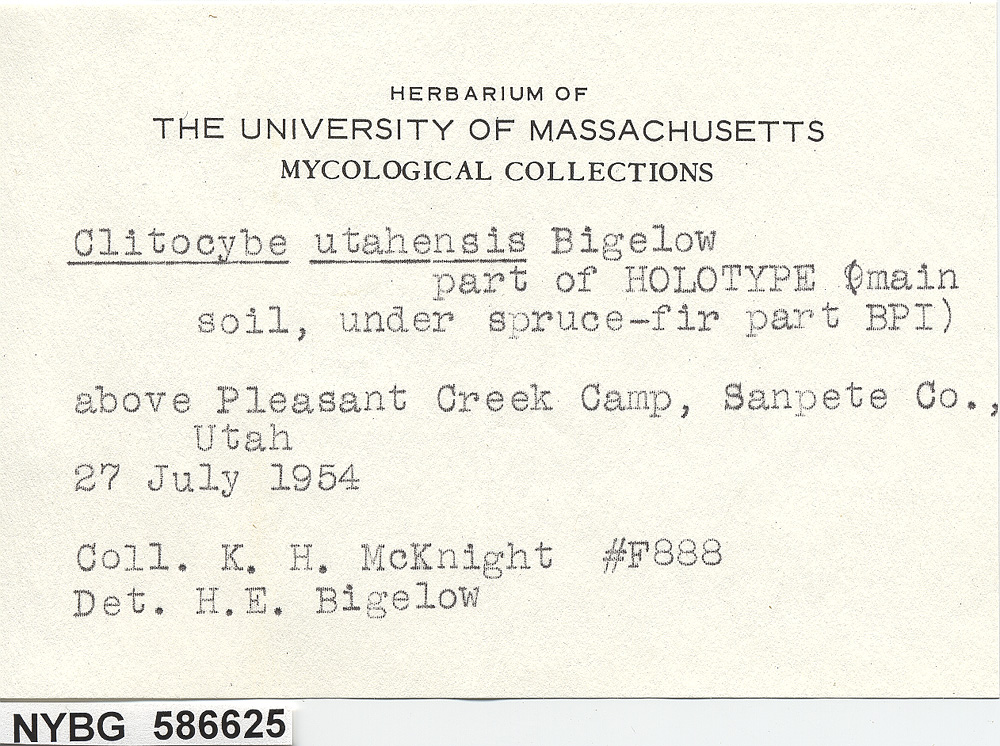 HERBARIUM OF
THE UNIVERSITY OF MASSACHUSETTS
MYCOLOGICAL COLLECTIONS
Clitocybe utahensis Bigelow
part of HOLOTYPE (main
soil, under spruce-fir part BPI)
above Pleasant Creek Camp, Sanpete Co.,
Utah
27 July 1954
Coll. K. H. McKnight #F888
Det. H.E. Bigelow
NYBG 586625